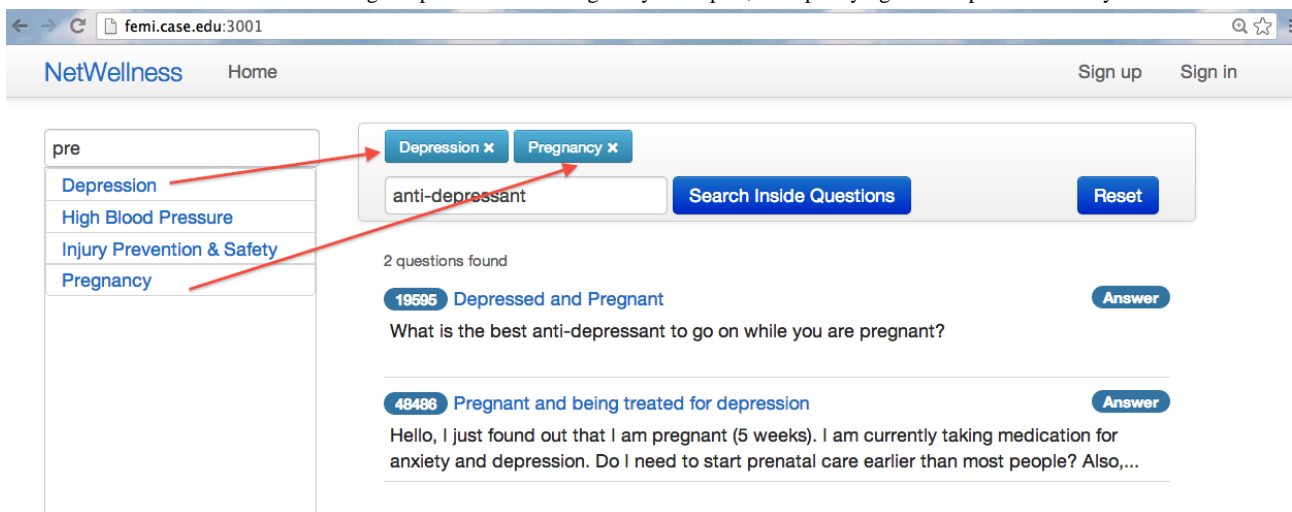 femi.case.edu:3001
NetWellness Home Sign up Sign in
pre
Depression
High Blood Pressure
Injury Prevention & Safety
Pregnancy
Depression × Pregnancy ×
anti-depressant Search Inside Questions Reset
2 questions found
19595 Depressed and Pregnant Answer
What is the best anti-depressant to go on while you are pregnant?
48486 Pregnant and being treated for depression Answer
Hello, I just found out that I am pregnant (5 weeks). I am currently taking medication for
anxiety and depression. Do I need to start prenatal care earlier than most people? Also,...